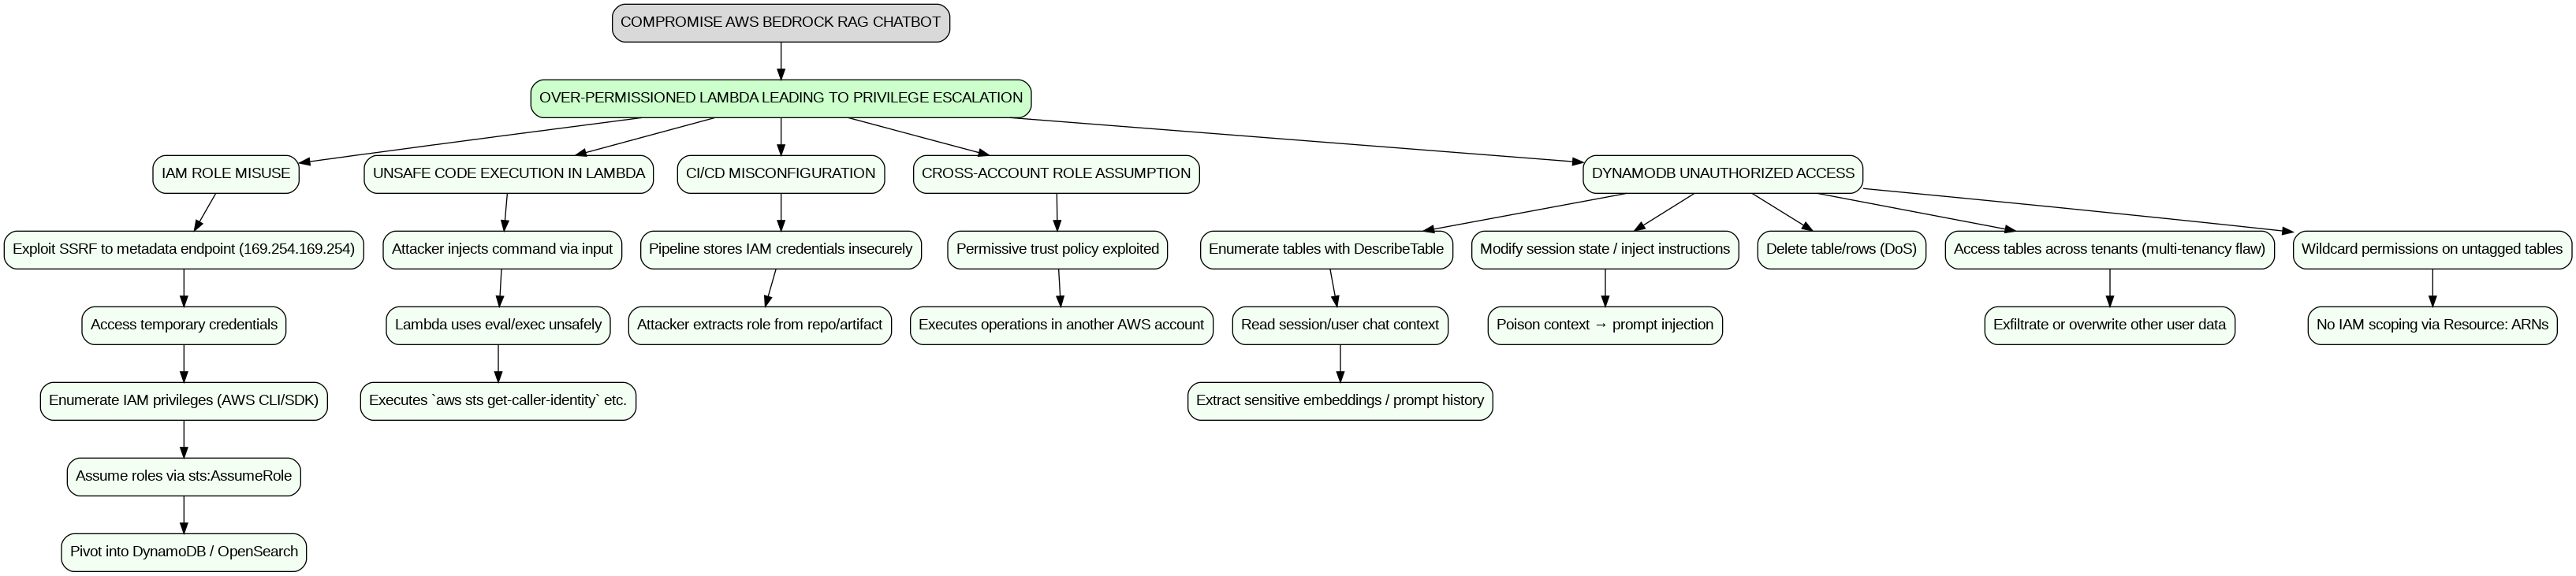 COMPROMISE AWS BEDROCK RAG CHATBOT
OVER-PERMISSIONED LAMBDA LEADING TO PRIVILEGE ESCALATION
IAM ROLE MISUSE
UNSAFE CODE EXECUTION IN LAMBDA
CI/CD MISCONFIGURATION
CROSS-ACCOUNT ROLE ASSUMPTION
DYNAMODB UNAUTHORIZED ACCESS
Exploit SSRF to metadata endpoint (169.254.169.254)
Attacker injects command via input
Pipeline stores IAM credentials insecurely
Permissive trust policy exploited
Enumerate tables with DescribeTable
Modify session state / inject instructions
Delete table/rows (DoS)
Access tables across tenants (multi-tenancy flaw)
Wildcard permissions on untagged tables
Access temporary credentials
Lambda uses eval/exec unsafely
Attacker extracts role from repo/artifact
Executes operations in another AWS account
Read session/user chat context
Poison context → prompt injection
Exfiltrate or overwrite other user data
No IAM scoping via Resource: ARNs
Enumerate IAM privileges (AWS CLI/SDK)
Executes `aws sts get-caller-identity` etc.
Extract sensitive embeddings / prompt history
Assume roles via sts:AssumeRole
Pivot into DynamoDB / OpenSearch